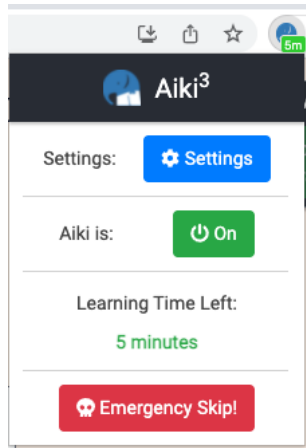 5m
Aiki³
Settings: Settings
Aiki is: On
Learning Time Left:
5 minutes
Emergency Skip!